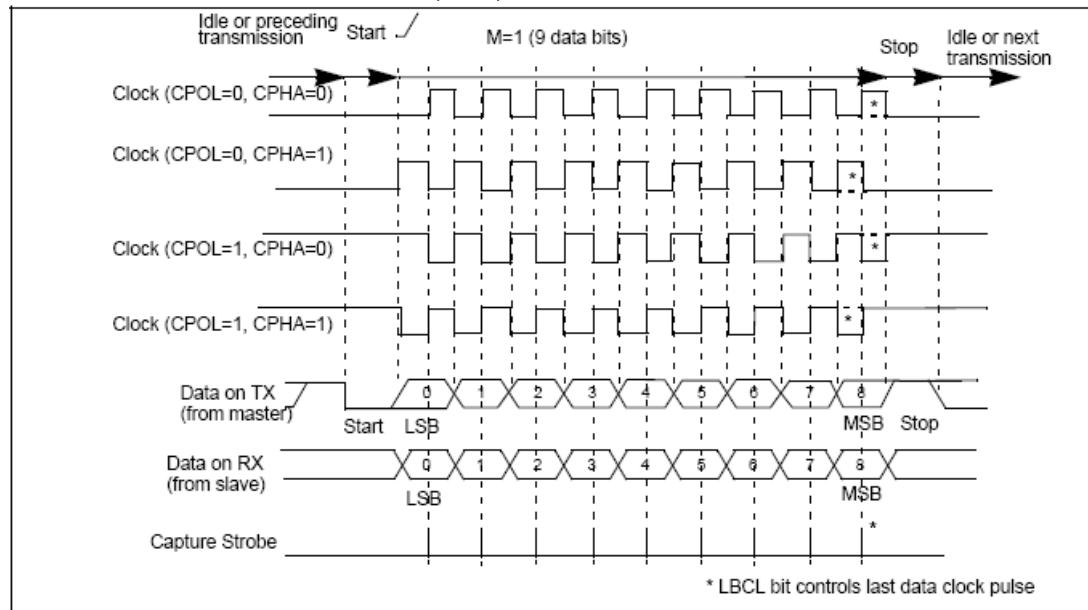 Idle or preceding
transmission
Start
M=1 (9 data bits)
Stop
Idle or next
transmission
Clock (CPOL=0, CPHA=0)
*
Clock (CPOL=0, CPHA=1)
*
Clock (CPOL=1, CPHA=0)
*
Clock (CPOL=1, CPHA=1)
*
Data on TX
(from master)
0 1 2 3 4 5 6 7 8
Start LSB MSB Stop
Data on RX
(from slave)
0 1 2 3 4 5 6 7 8
LSB MSB
Capture Strobe
*
* LBCL bit controls last data clock pulse